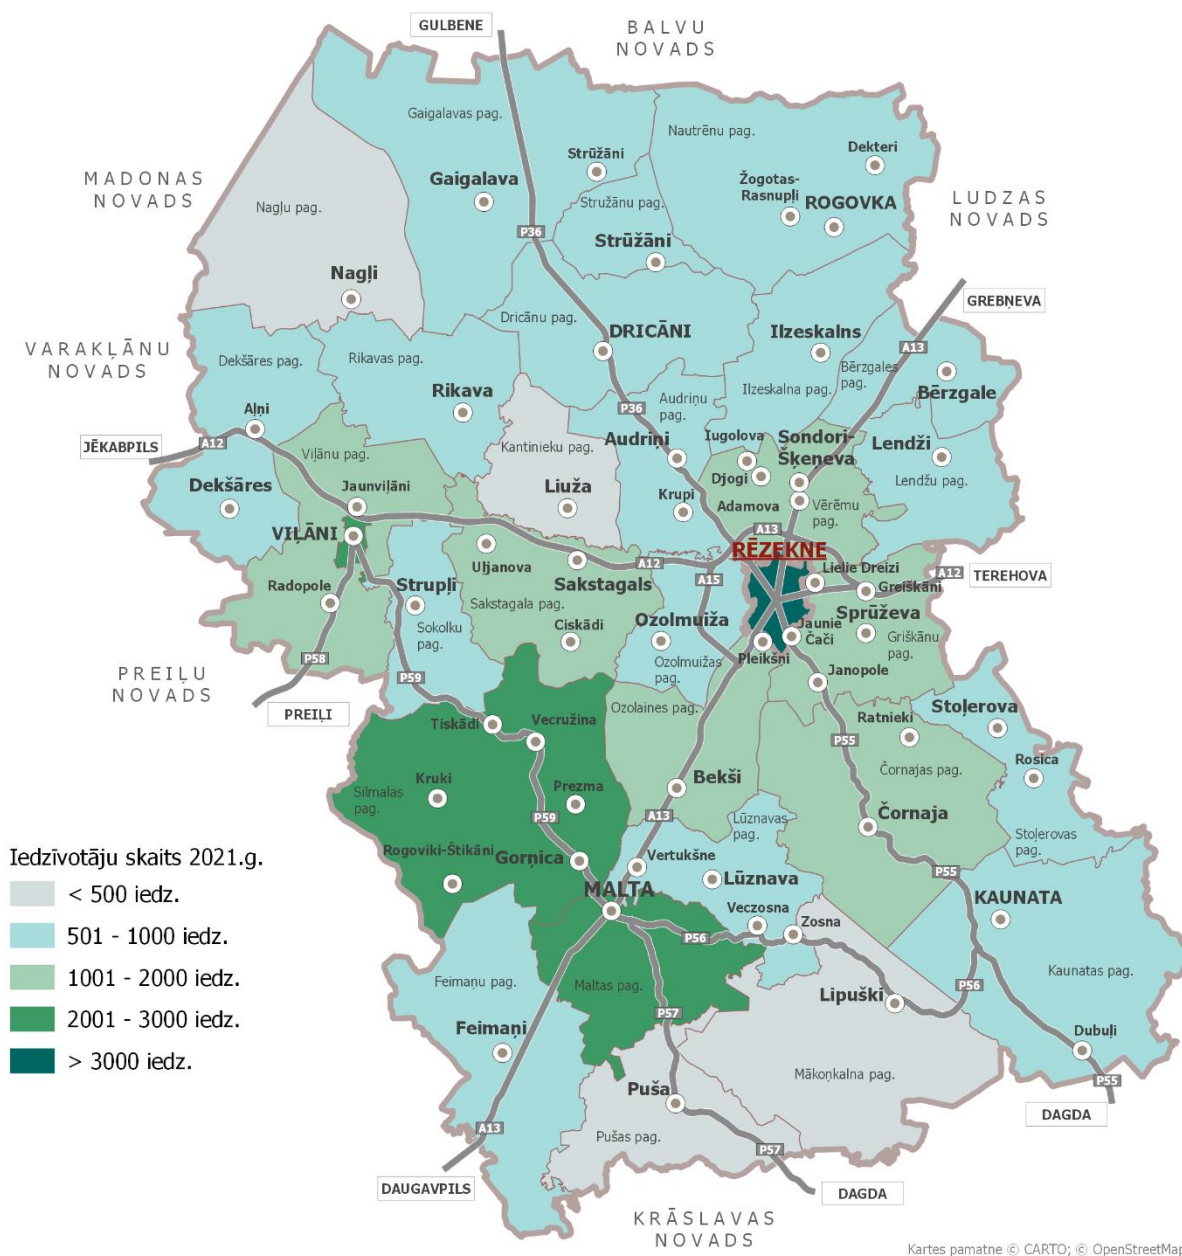 GULBENE
BALVU
NOVADS
Gaigalavas pag.
Nautrēnu pag.
Dekteri
Strūžāni
MADONAS
NOVADS
Gaigalava
Žogotas-
Rasnupļi
ROGOVKA
LUDZAS
NOVADS
Nagļu pag.
Stružānu pag.
P36
Strūžāni
Nagļi
GREBŅEVA
Dricānu pag.
DRICĀNI
Ilzeskalns
A13
VARAKĻĀNU
NOVADS
Dekšāres pag.
Rikavas pag.
Bērzgales
pag.
Bērzgale
Rikava
Ilzeskalna pag.
Audriņu
pag.
P36
Aļņi
JĒKABPILS
A12
Kantinieku pag.
Audriņi
Iugolova
Sondori-
Šķeņeva
Lendži
Viļānu pag.
Djogi
Lendžu pag.
Dekšāres
Jaunviļāni
Liuža
Krupi
Adamova
Vērēmu
pag.
VIĻĀNI
A13
RĒZEKNE
Uļjanova
Sakstagals
A12
A15
Lielie Dreizi
A12
TEREHOVA
Radopole
Strupļi
Greiškāni
Sakstagala pag.
Sprūževa
Sokolku
pag.
Ciskādi
Ozolmuiža
Jaunie
Čači
Griškānu
pag.
P58
Ozolmuižas
pag.
Pleikšņi
PREIĻU
NOVADS
P59
Janopole
PREIĻI
Ozolaines pag.
Stoļerova
Tiskādi
Vecružina
Ratnieki
P55
Rosica
Kruki
Bekši
Čornajas pag.
Silmalas
pag.
Prezma
P59
A13
Lūznavas
pag.
Čornaja
Stoļerovas
pag.
Iedzīvotāju skaits 2021.g.
Rogoviki-Štikāni
Gorņica
Vertukšne
P55
< 500 iedz.
MALTA
Lūznava
KAUNATA
501 - 1000 iedz.
Veczosna
Zosna
P56
1001 - 2000 iedz.
Feimaņu pag.
Maltas pag.
Kaunatas pag.
P56
Lipuški
2001 - 3000 iedz.
P57
Feimaņi
Dubuļi
> 3000 iedz.
Mākoņkalna pag.
P55
Puša
DAGDA
A13
Pušas pag.
P57
DAUGAVPILS
DAGDA
KRĀSLAVAS
NOVADS
Kartes pamatne © CARTO; © OpenStreetMap